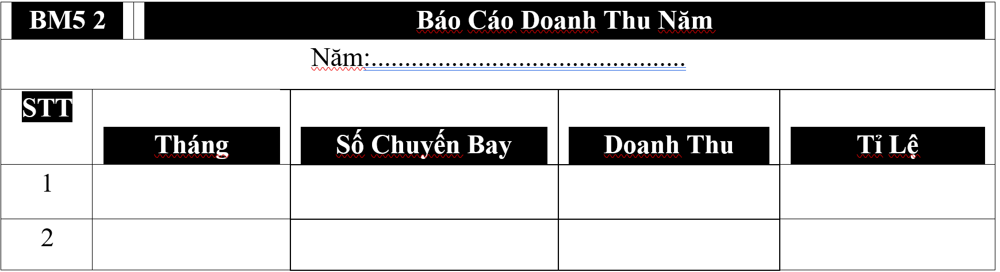 BM5 2 Báo Cáo Doanh Thu Năm
Năm:...............................................
STT Tháng Số Chuyến Bay Doanh Thu Tỉ Lệ
1
2